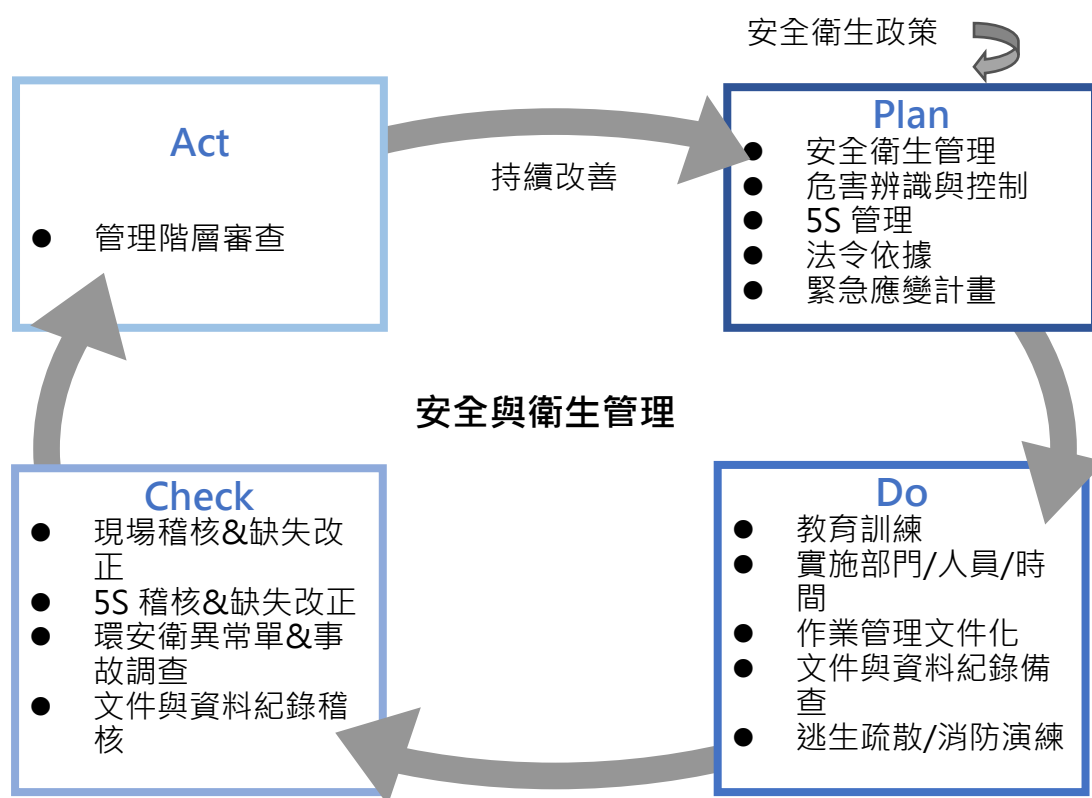 安全衛生政策
Act
● 管理階層審查
持續改善
Plan
● 安全衛生管理
● 危害辨識與控制
● 5S 管理
● 法令依據
● 緊急應變計畫
安全與衛生管理
Check
● 現場稽核&缺失改
正
● 5S 稽核&缺失改正
● 環安衛異常單&事
故調查
● 文件與資料紀錄稽
核
Do
● 教育訓練
● 實施部門/人員/時
間
● 作業管理文件化
● 文件與資料紀錄備
查
● 逃生疏散/消防演練